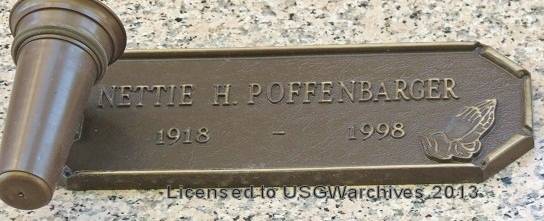 NETTIE H. POFFENBARGER
1918 – 1998
Licensed to USGWarchives 2013